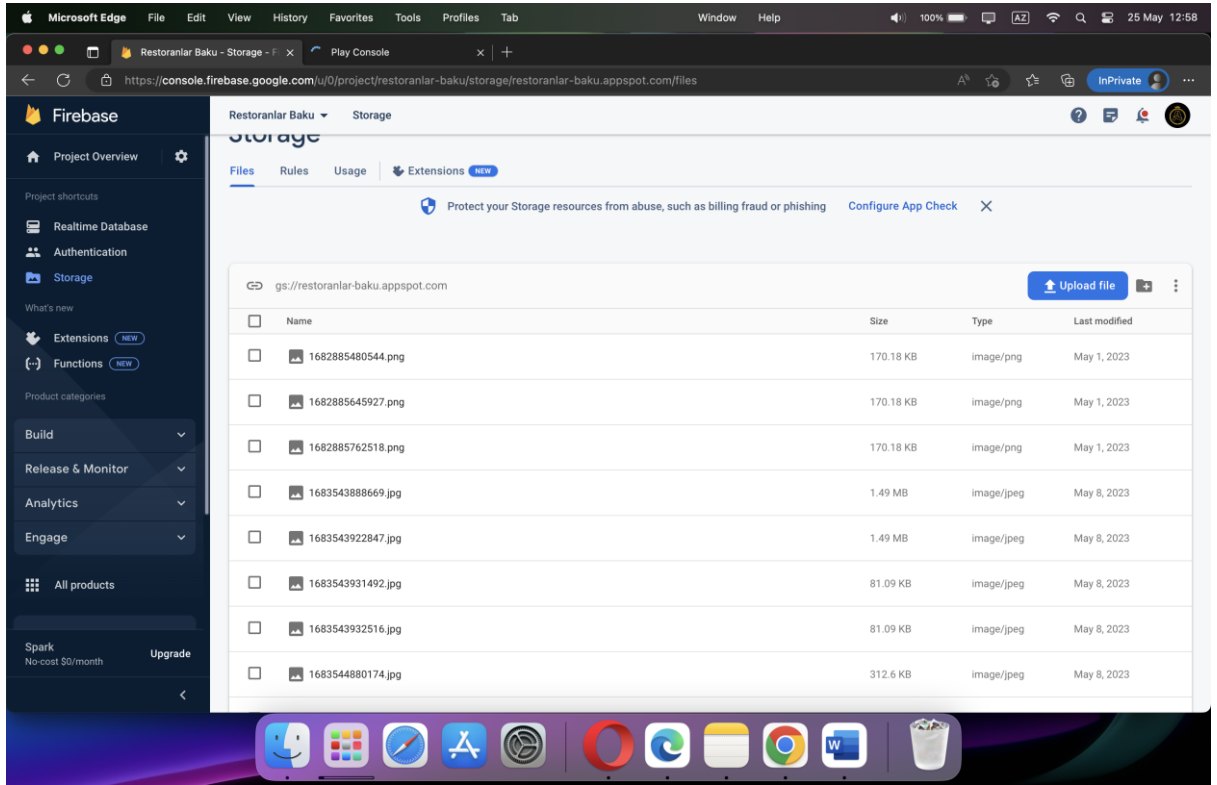 Microsoft Edge File Edit View History Favorites Tools Profiles Tab Window Help 100% AZ 25 May 12:58
Restoranlar Baku - Storage - Fi Play Console
https://console.firebase.google.com/u/0/project/restoranlar-baku/storage/restoranlar-baku.appspot.com/files InPrivate
Firebase
Restoranlar Baku Storage
Storage
Project Overview
Files Rules Usage Extensions NEW
Project shortcuts
Protect your Storage resources from abuse, such as billing fraud or phishing Configure App Check
Realtime Database
Authentication
Storage
gs://restoranlar-baku.appspot.com Upload file
What's new
Name Size Type Last modified
Extensions NEW
1682885480544.png 170.18 KB image/png May 1, 2023
Functions NEW
Product categories
1682885645927.png 170.18 KB image/png May 1, 2023
Build
1682885762518.png 170.18 KB image/png May 1, 2023
Release & Monitor
1683543888669.jpg 1.49 MB image/jpeg May 8, 2023
Analytics
Engage
1683543922847.jpg 1.49 MB image/jpeg May 8, 2023
All products
1683543931492.jpg 81.09 KB image/jpeg May 8, 2023
1683543932516.jpg 81.09 KB image/jpeg May 8, 2023
Spark
No-cost $0/month Upgrade
1683544880174.jpg 312.6 KB image/jpeg May 8, 2023
W